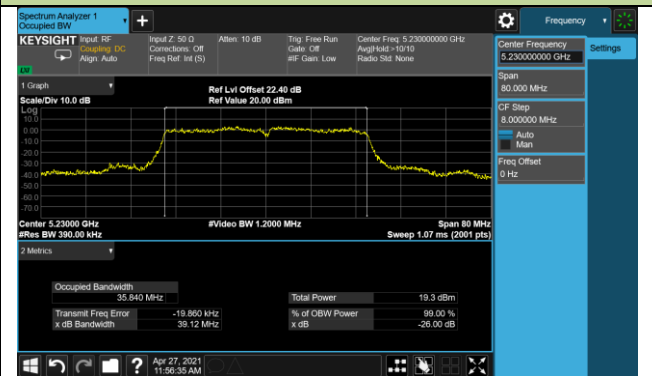 Spectrum Analyzer 1
Occupied BW
Frequency
KEYSIGHT Input: RF Input Z: 50 Ω Atten: 10 dB Trig: Free Run Center Freq: 5.230000000 GHz
Coupling: DC Corrections: Off Gate: Off Avg|Hold:>10/10
Align: Auto Freq Ref: Int (S) #IF Gain: Low Radio Std: None
Center Frequency
5.230000000 GHz
Settings
Span
80.000 MHz
CF Step
8.000000 MHz
Auto
Man
Freq Offset
0 Hz
1 Graph
Ref Lvl Offset 22.40 dB
Scale/Div 10.0 dB Ref Value 20.00 dBm
Log
10.0
0.00
-10.0
-20.0
-30.0
-40.0
-50.0
-60.0
-70.0
Center 5.23000 GHz #Video BW 1.2000 MHz Span 80 MHz
#Res BW 390.00 kHz Sweep 1.07 ms (2001 pts)
2 Metrics
Occupied Bandwidth
35.840 MHz
Total Power 19.3 dBm
Transmit Freq Error -19.860 kHz % of OBW Power 99.00 %
x dB Bandwidth 39.12 MHz x dB -26.00 dB
Apr 27, 2021
11:56:35 AM